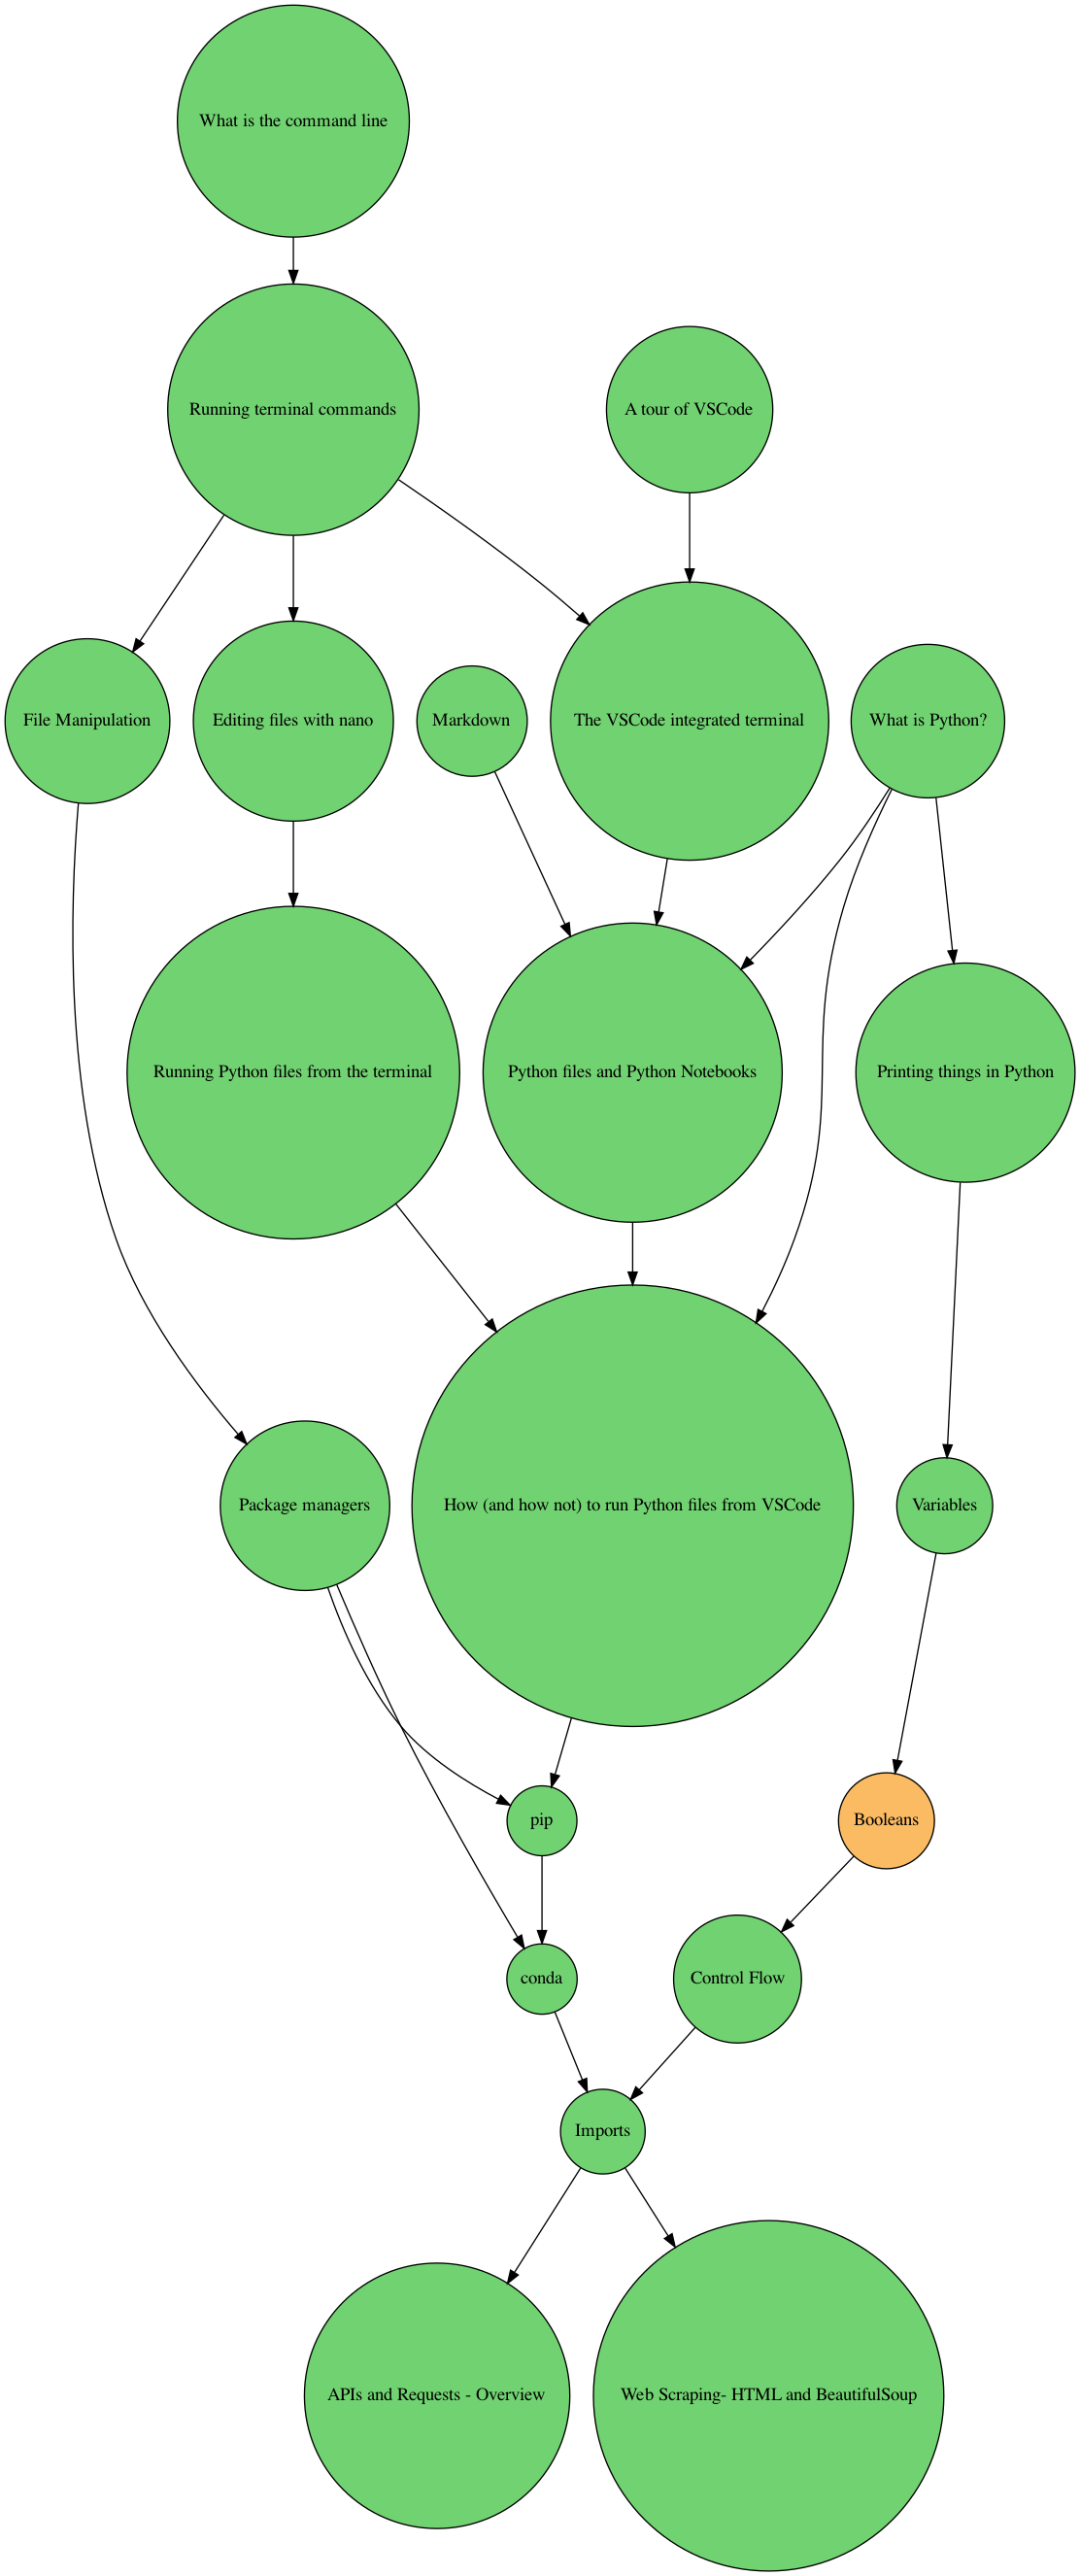 What is the command line
Running terminal commands
A tour of VSCode
File Manipulation
Editing files with nano
Markdown
The VSCode integrated terminal
What is Python?
Running Python files from the terminal
Python files and Python Notebooks
Printing things in Python
Package managers
How (and how not) to run Python files from VSCode
Variables
pip
Booleans
conda
Control Flow
Imports
APIs and Requests - Overview
Web Scraping- HTML and BeautifulSoup